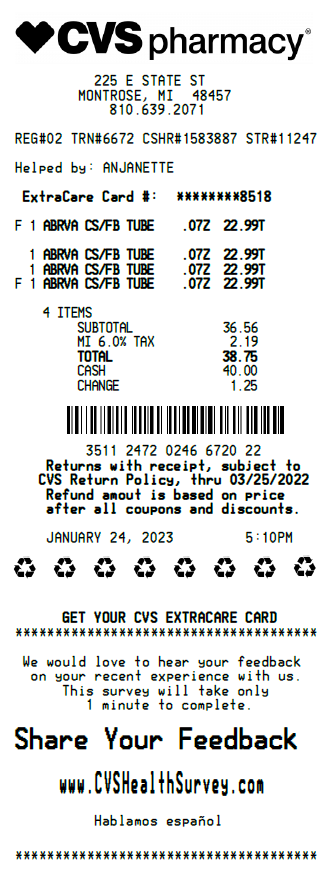 CVS pharmacy®
225 E STATE ST
MONTROSE, MI 48457
810.639.2071
REG#02 TRN#6672 CSHR#1583887 STR#11247
Helped by: ANJANETTE
ExtraCare Card #: ********8518
F 1 ABRVA CS/FB TUBE .07Z 22.99T
1 ABRVA CS/FB TUBE .07Z 22.99T
1 ABRVA CS/FB TUBE .07Z 22.99T
F 1 ABRVA CS/FB TUBE .07Z 22.99T
4 ITEMS
SUBTOTAL 36.56
MI 6.0% TAX 2.19
TOTAL 38.75
CASH 40.00
CHANGE 1.25
3511 2472 0246 6720 22
Returns with receipt, subject to
CVS Return Policy, thru 03/25/2022
Refund amout is based on price
after all coupons and discounts.
JANUARY 24, 2023 5:10PM
GET YOUR CVS EXTRACARE CARD
**************************************
We would love to hear your feedback
on your recent experience with us.
This survey will take only
1 minute to complete.
Share Your Feedback
www.CVSHealthSurvey.com
Hablamos español
**************************************